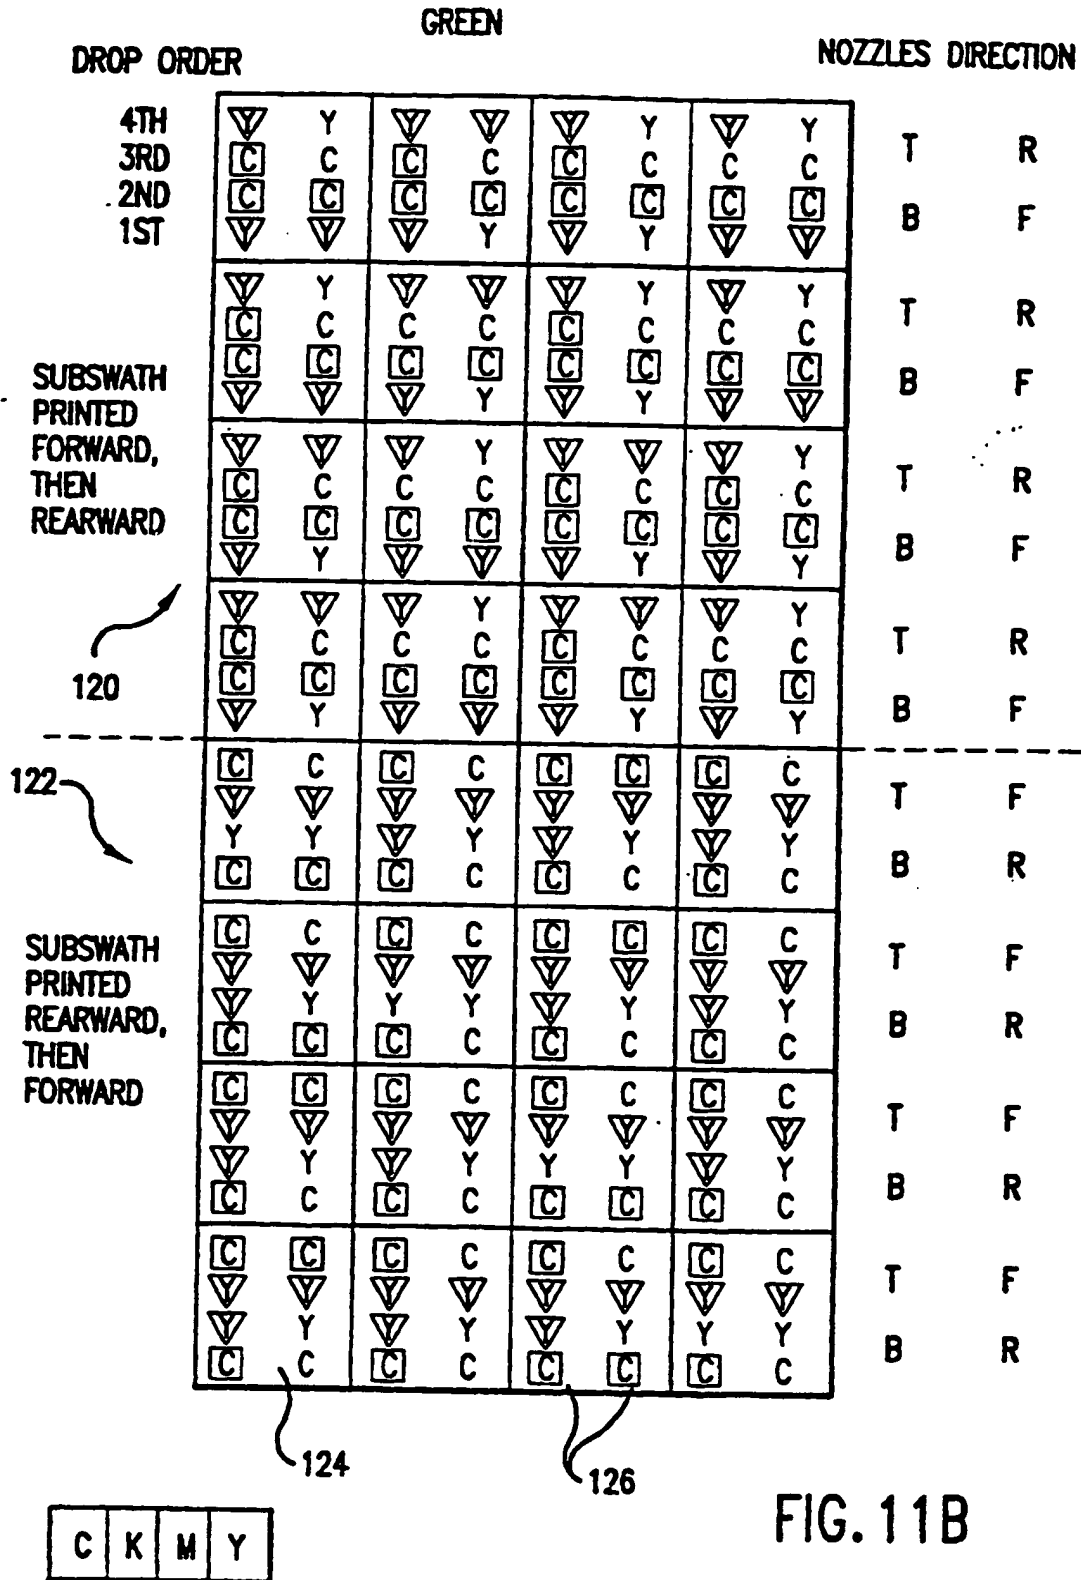 GREEN
DROP ORDER NOZZLES DIRECTION
4TH Y Y Y Y Y Y Y Y
3RD C C C C C C C C T R
2ND C C C C C C C C
1ST Y Y Y Y Y Y Y Y B F
Y Y Y Y Y Y Y Y
C C C C C C C C T R
SUBSWATH C C C C C C C C
PRINTED Y Y Y Y Y Y Y Y B F
FORWARD, Y Y Y Y Y Y Y Y
THEN C C C C C C C C T R
REARWARD C C C C C C C C
Y Y Y Y Y Y Y Y B F
Y Y Y Y Y Y Y Y
120 C C C C C C C C T R
C C C C C C C C
Y Y Y Y Y Y Y Y B F
122 C C C C C C C C
Y Y Y Y Y Y Y Y T F
Y Y Y Y Y Y Y Y
C C C C C C C C B R
SUBSWATH C C C C C C C C
PRINTED Y Y Y Y Y Y Y Y T F
REARWARD, Y Y Y Y Y Y Y Y
THEN C C C C C C C C B R
FORWARD C C C C C C C C
Y Y Y Y Y Y Y Y T F
Y Y Y Y Y Y Y Y
C C C C C C C C B R
C C C C C C C C
Y Y Y Y Y Y Y Y T F
Y Y Y Y Y Y Y Y
C C C C C C C C B R
124 126
C K M Y
FIG. 11B